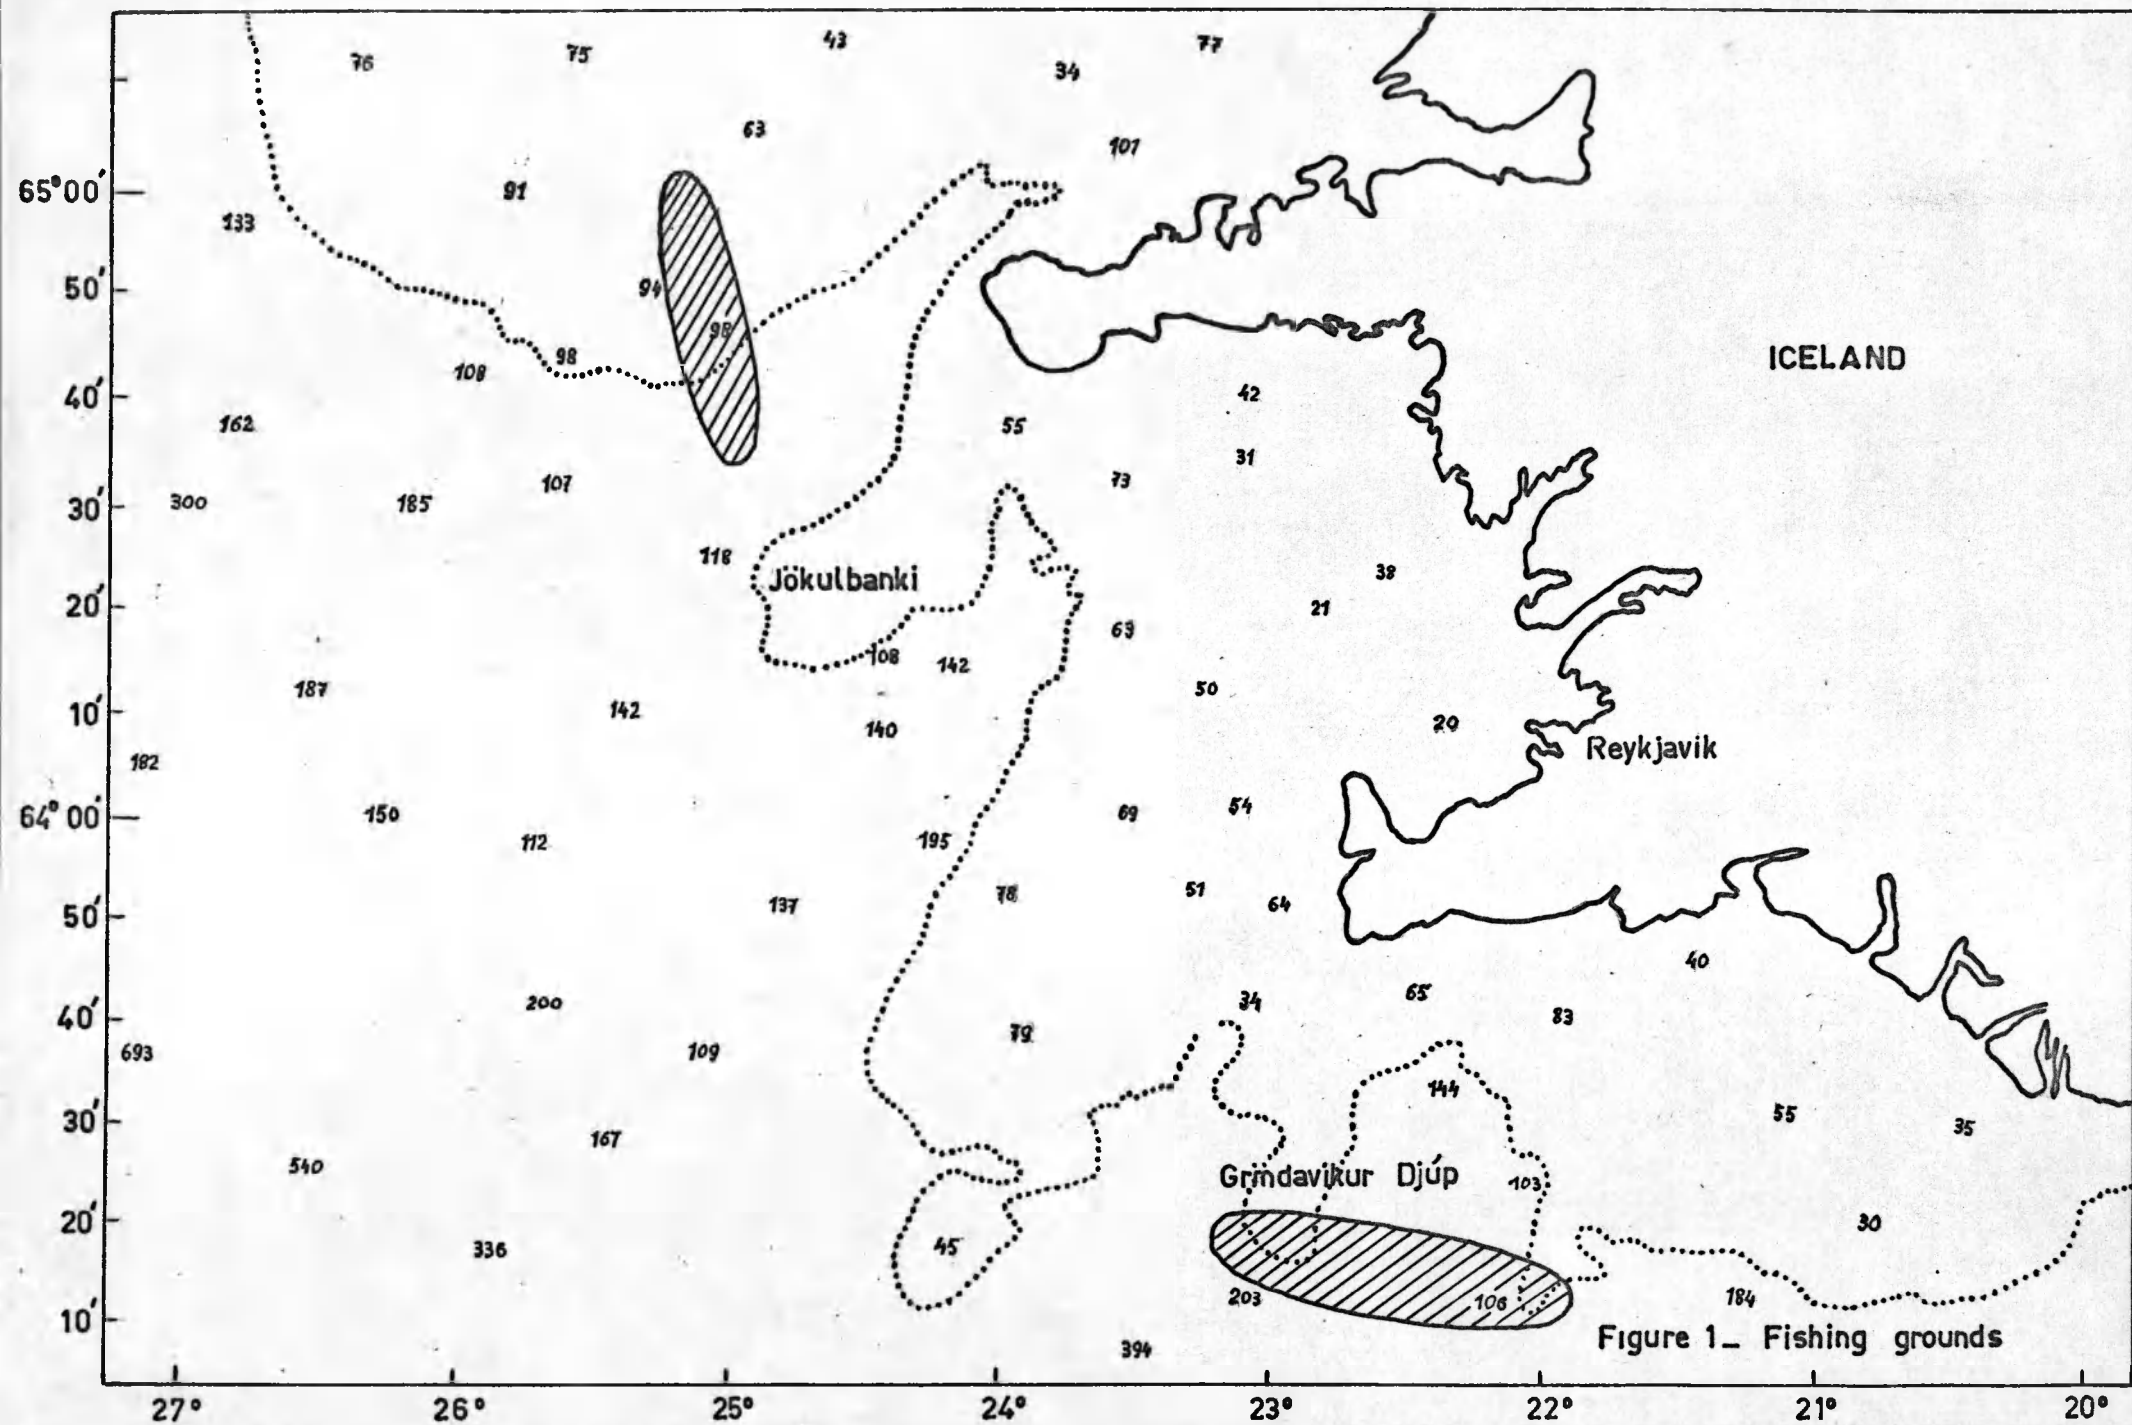 76 75 43 34 77
63 101
65°00′ 91
133
50′ 94 98
ICELAND
108 98
40′ 42
162 55
31
107 73
30′ 300 185
118 Jökulbanki 38
20′ 21
63
108 142
187 50
10′ 142 140 20
Reykjavik
182
64°00′ 150 69 54
112 195
78 51 64
50′ 137
40
200 34 65
40′ 79 83
693 109
144
30′ 55 35
167
540 Grindavikur Djúp 103
20′ 30
336 45
203 106 184
10′
394 Figure 1_ Fishing grounds
27° 26° 25° 24° 23° 22° 21° 20°